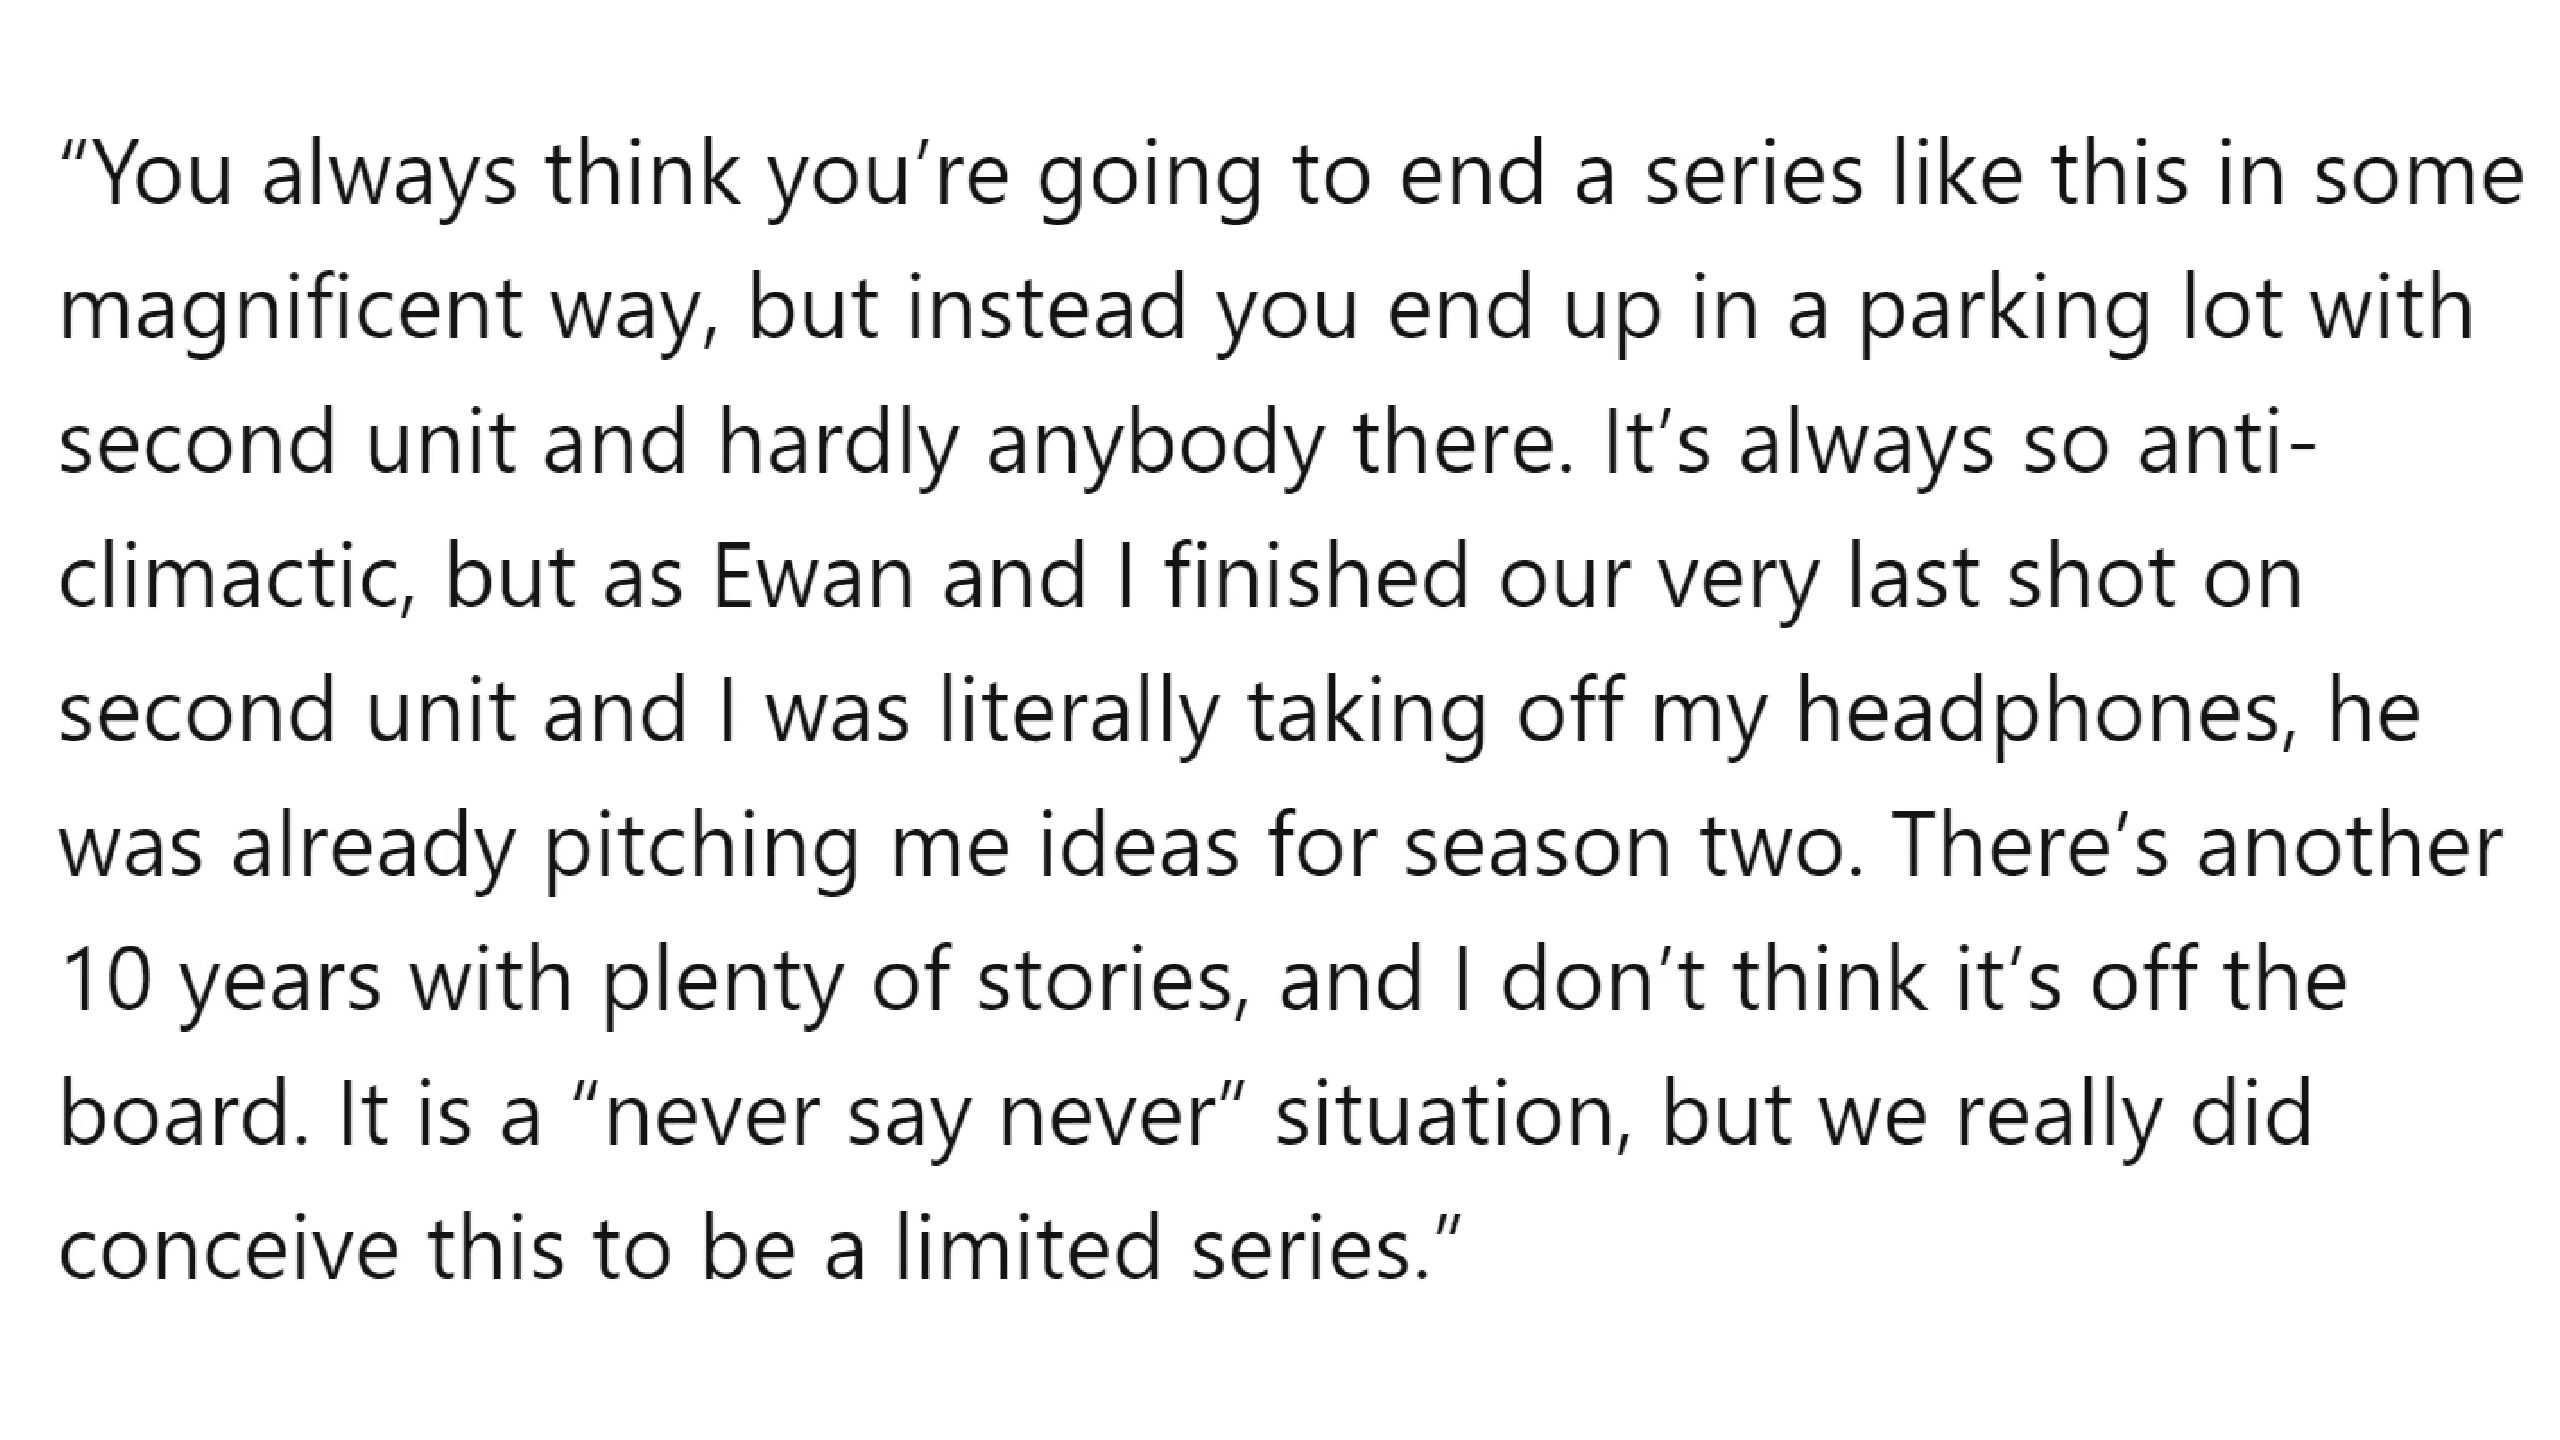 “You always think you’re going to end a series like this in some
magnificent way, but instead you end up in a parking lot with
second unit and hardly anybody there. It’s always so anti-
climactic, but as Ewan and I finished our very last shot on
second unit and I was literally taking off my headphones, he
was already pitching me ideas for season two. There’s another
10 years with plenty of stories, and I don’t think it’s off the
board. It is a “never say never” situation, but we really did
conceive this to be a limited series.”